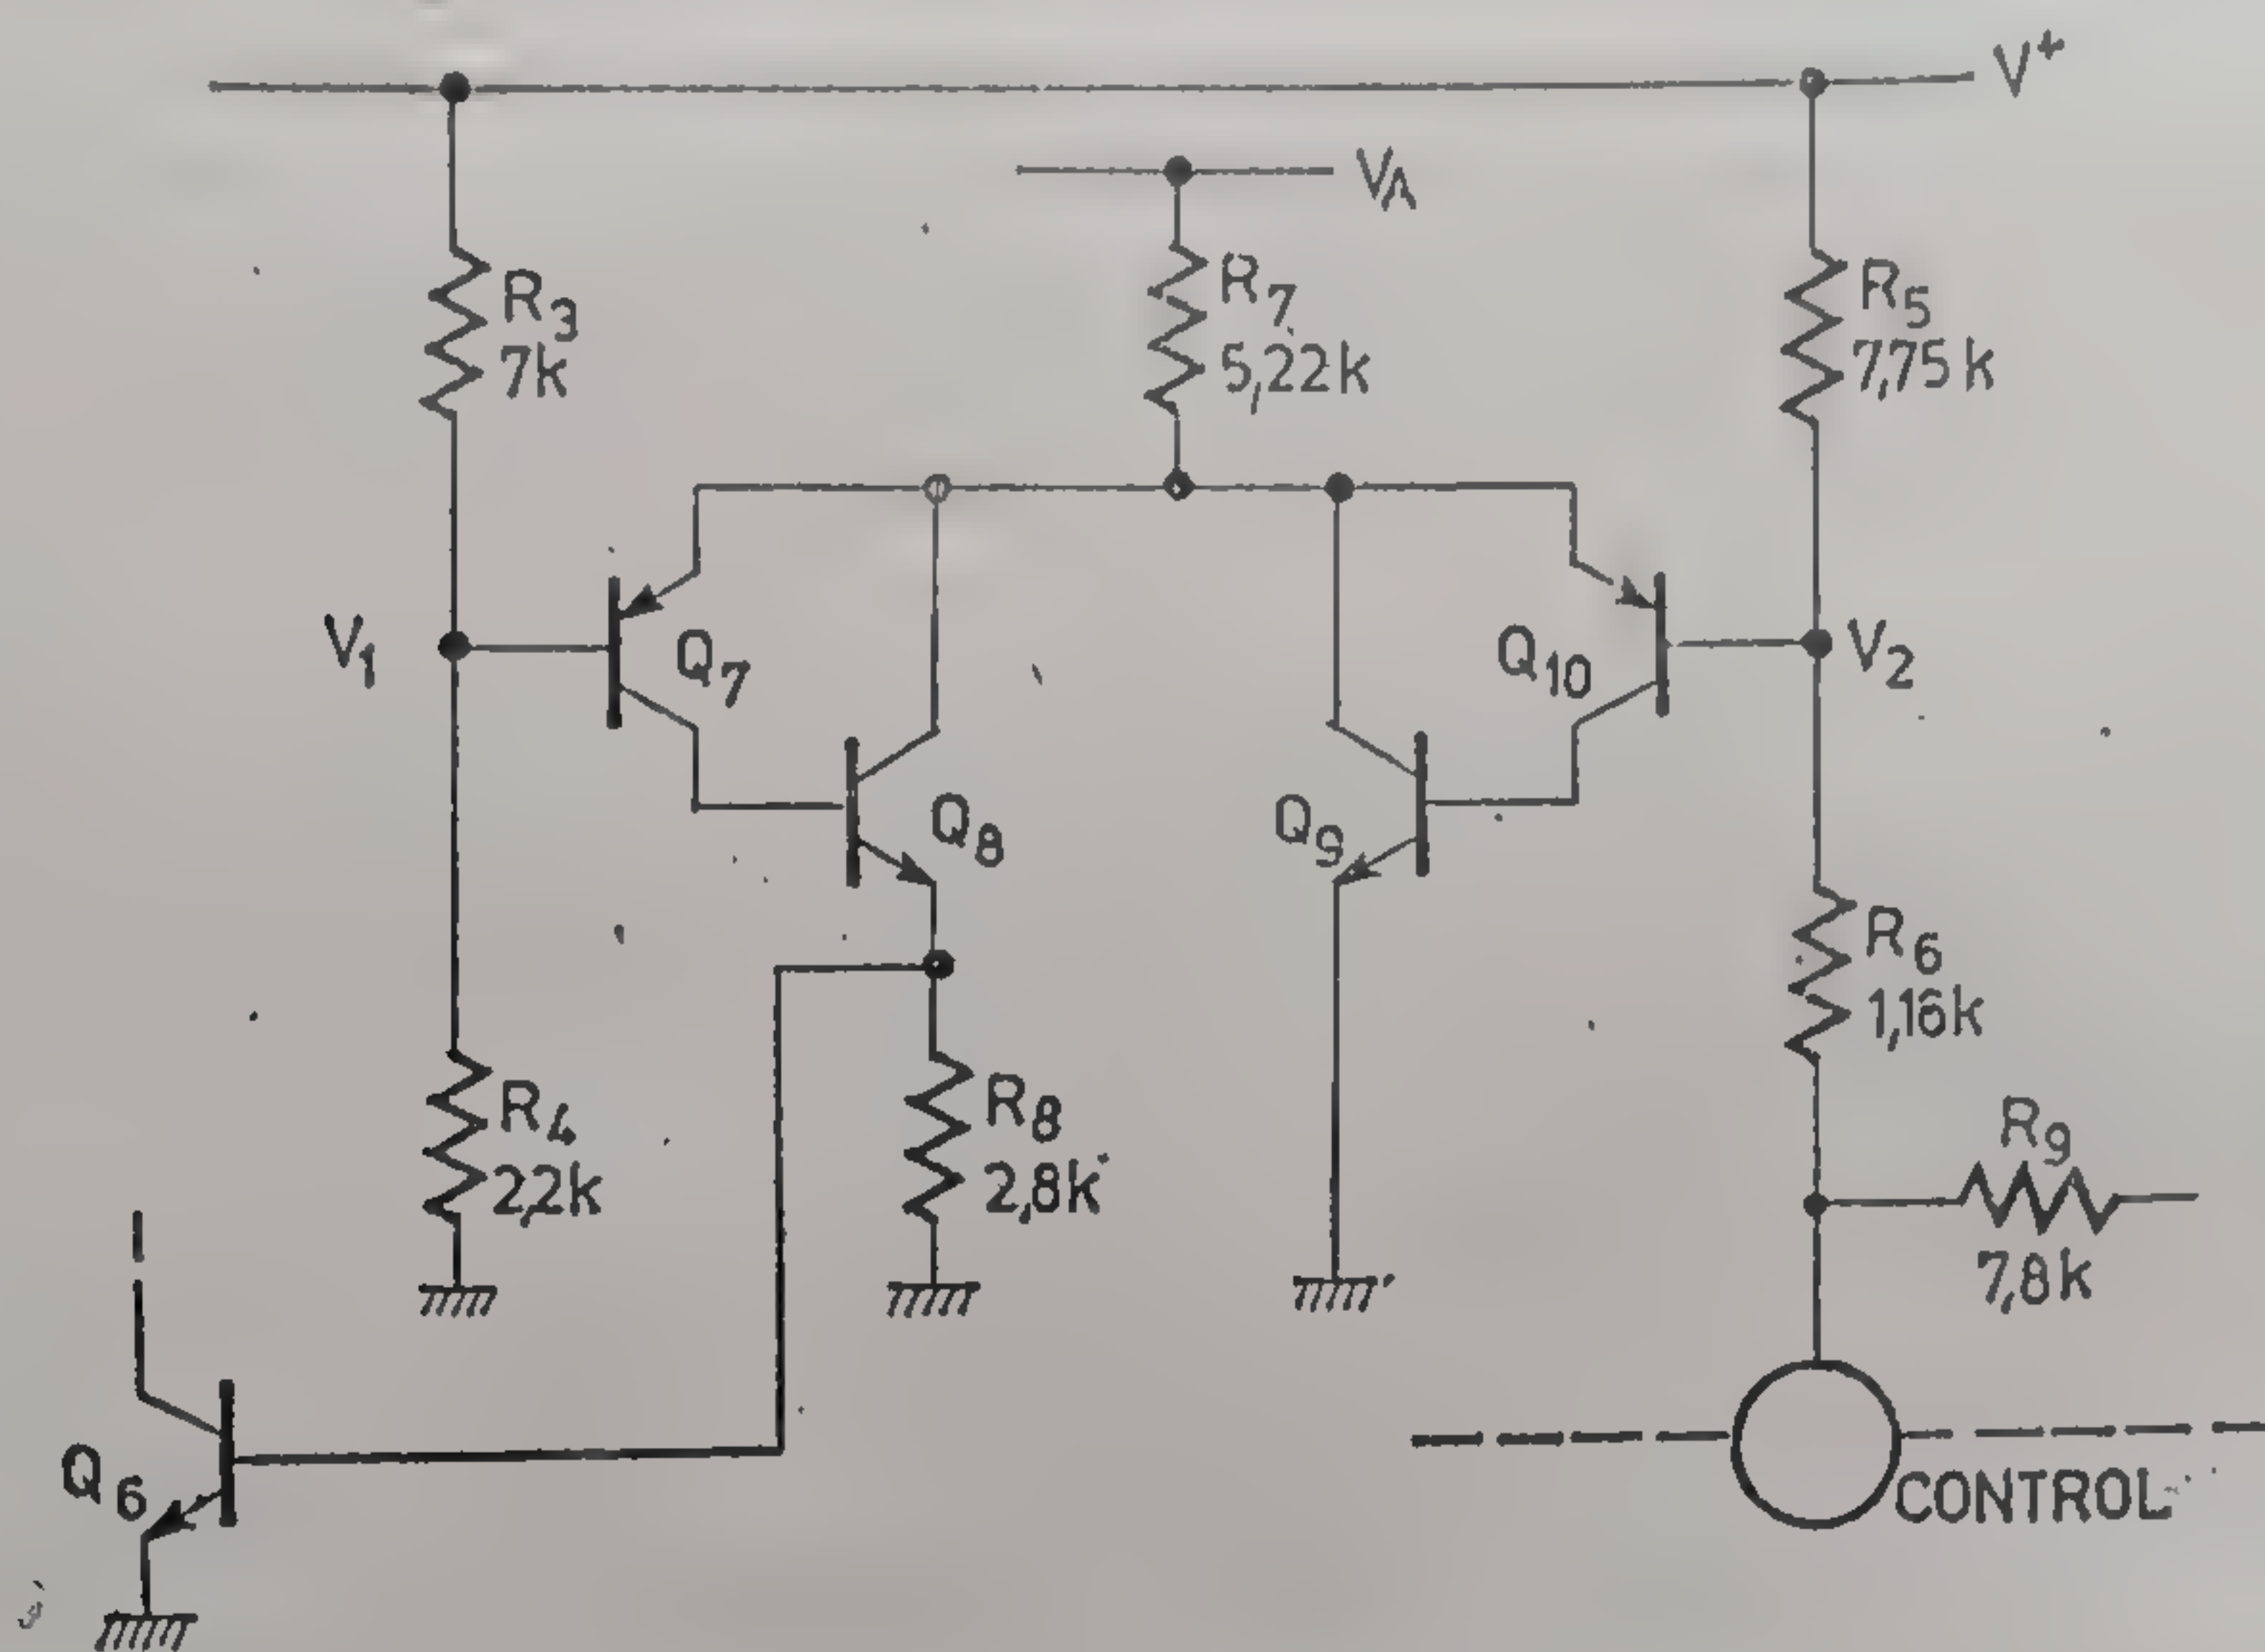 V+
VA
R3
7k
R7
5,22k
R5
7,75k
V1
Q7
Q10
V2
Q8
Q9
R6
1,16k
R4
2,2k
R8
2,8k
R9
7,8k
Q6
CONTROL